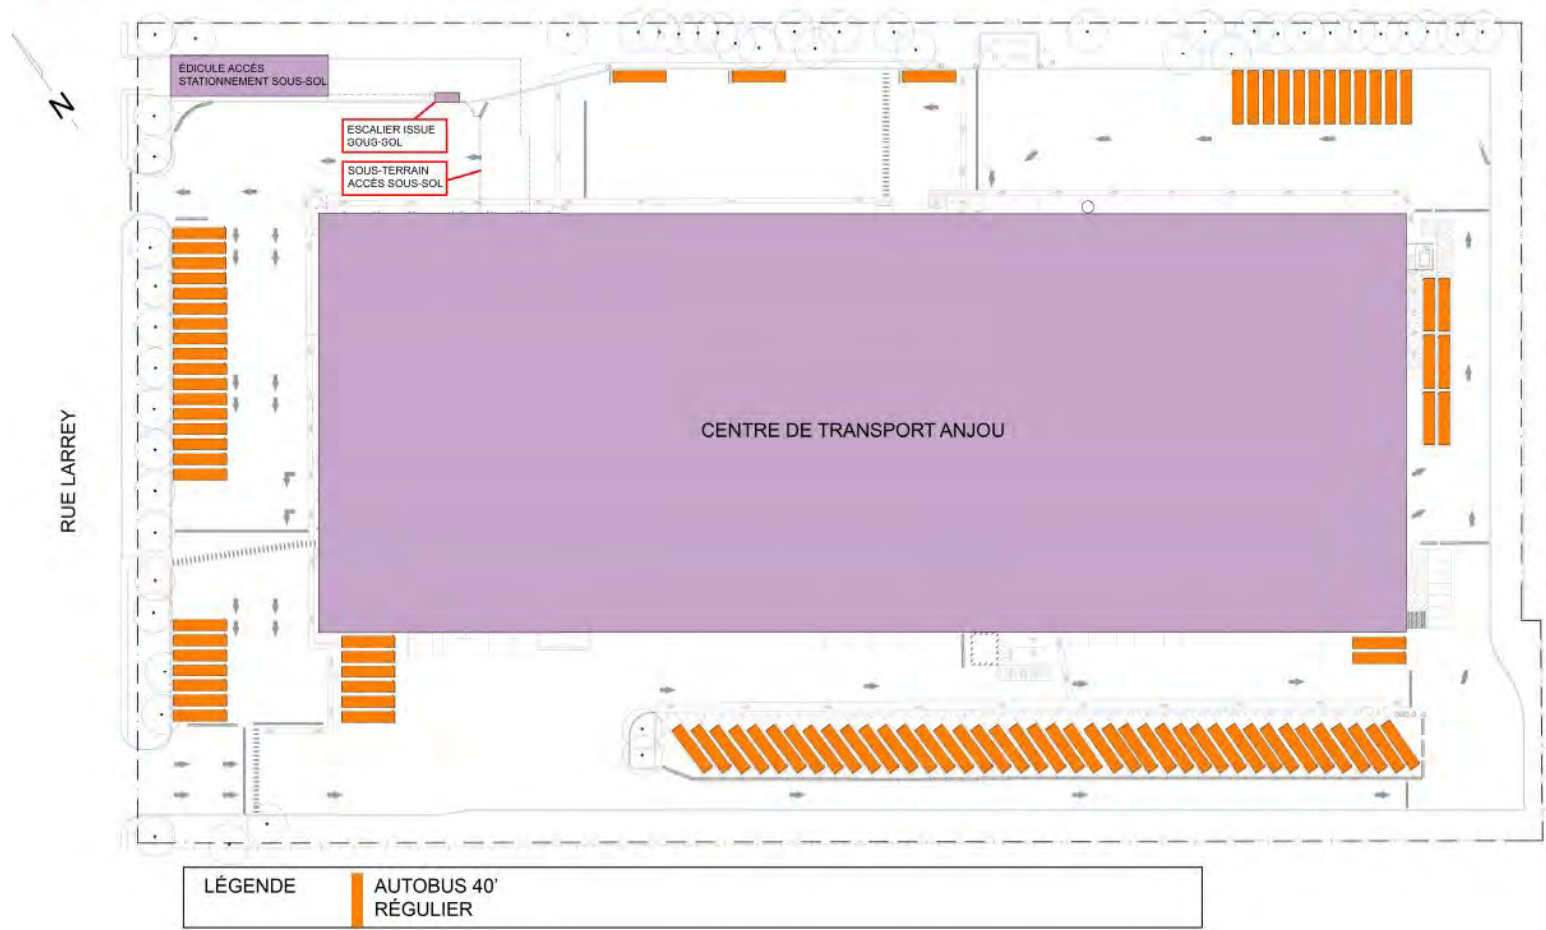 ÉDICULE ACCÈS
STATIONNEMENT SOUS-SOL
N
ESCALIER ISSUE
SOUS-SOL
SOUS-TERRAIN
ACCÈS SOUS-SOL
CENTRE DE TRANSPORT ANJOU
RUE LARREY
LÉGENDE
AUTOBUS 40'
RÉGULIER